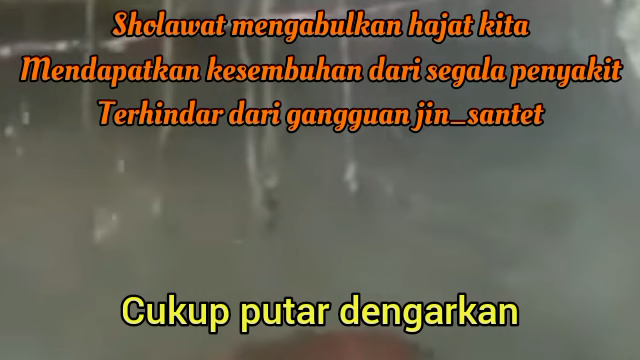 Sholawat mengabulkan hajat kita
Mendapatkan kesembuhan dari segala penyakit
Terhindar dari gangguan jin_santet
Cukup putar dengarkan